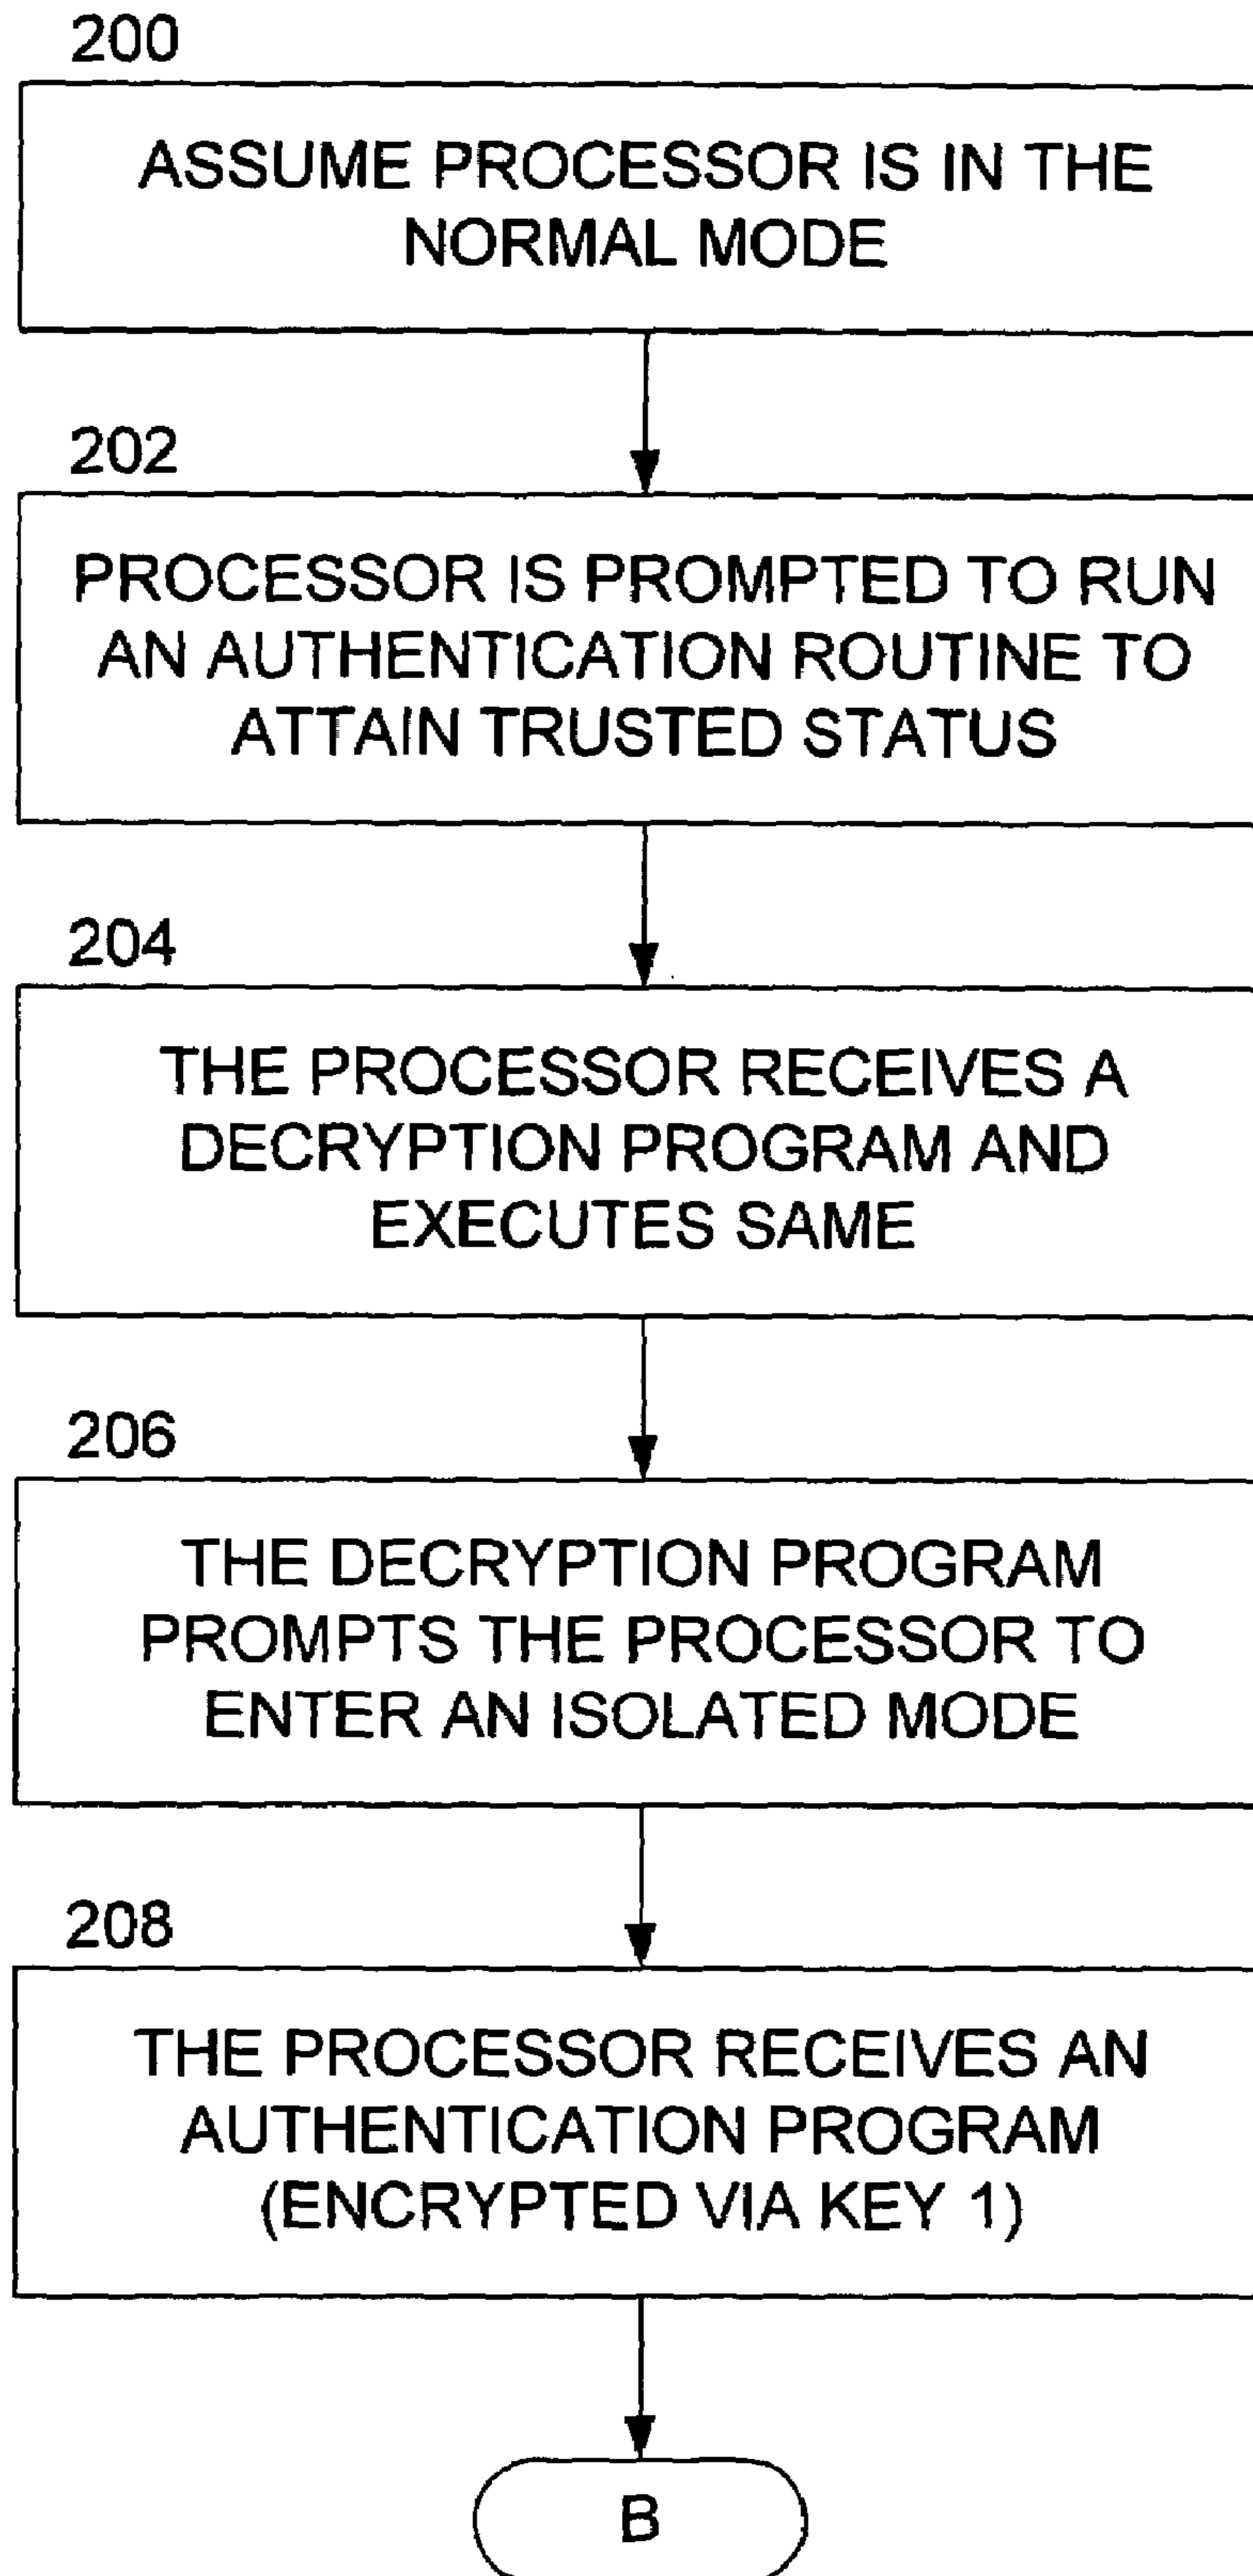 200
ASSUME PROCESSOR IS IN THE
NORMAL MODE
202
PROCESSOR IS PROMPTED TO RUN
AN AUTHENTICATION ROUTINE TO
ATTAIN TRUSTED STATUS
204
THE PROCESSOR RECEIVES A
DECRYPTION PROGRAM AND
EXECUTES SAME
206
THE DECRYPTION PROGRAM
PROMPTS THE PROCESSOR TO
ENTER AN ISOLATED MODE
208
THE PROCESSOR RECEIVES AN
AUTHENTICATION PROGRAM
(ENCRYPTED VIA KEY 1)
B